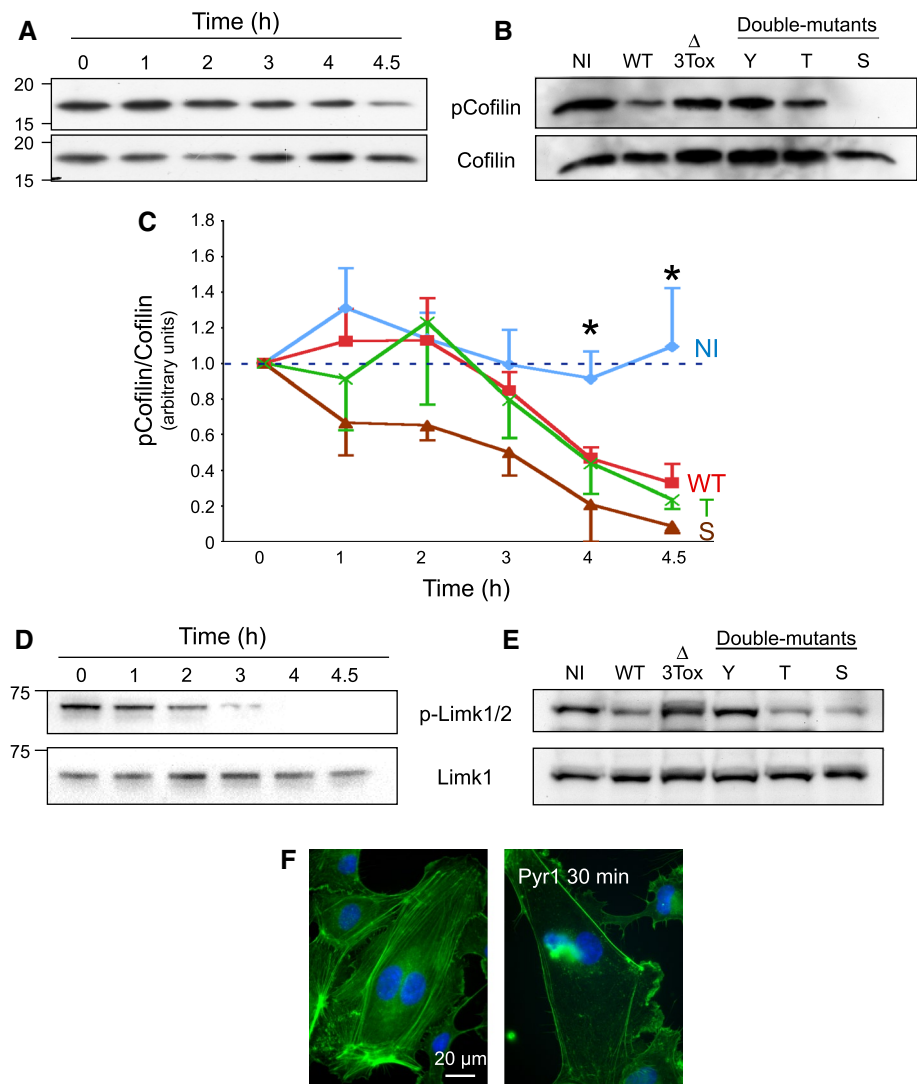 A
Time (h)
0 1 2 3 4 4.5
20
15
20
15
pCofilin
Cofilin
B
Double-mutants
Δ
NI WT 3Tox Y T S
C
pCofilin/Cofilin
(arbitrary units)
1.8
1.6
1.4
1.2
1.0
0.8
0.6
0.4
0.2
0
*
*
NI
WT
T
S
0 1 2 3 4 4.5
Time (h)
D
Time (h)
0 1 2 3 4 4.5
75
75
p-Limk1/2
Limk1
E
Double-mutants
Δ
NI WT 3Tox Y T S
F
20 µm
Pyr1 30 min